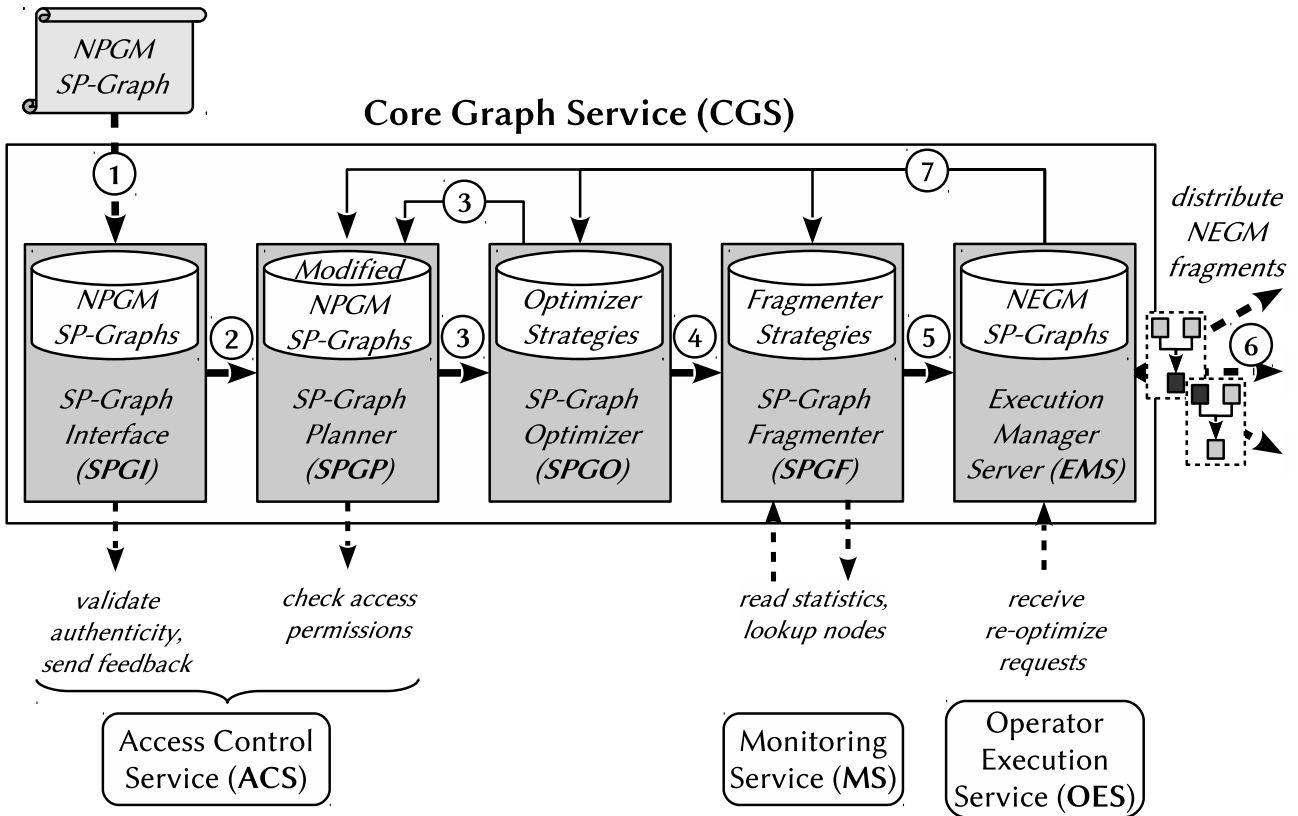 NPGM
SP-Graph
Core Graph Service (CGS)
1
7
3
distribute
NEGM
fragments
NPGM
SP-Graphs
Modified
NPGM
SP-Graphs
Optimizer
Strategies
Fragmenter
Strategies
NEGM
SP-Graphs
2
3
4
5
6
SP-Graph
Interface
(SPGI)
SP-Graph
Planner
(SPGP)
SP-Graph
Optimizer
(SPGO)
SP-Graph
Fragmenter
(SPGF)
Execution
Manager
Server (EMS)
validate
authenticity,
send feedback
check access
permissions
read statistics,
lookup nodes
receive
re-optimize
requests
Access Control
Service (ACS)
Monitoring
Service (MS)
Operator
Execution
Service (OES)